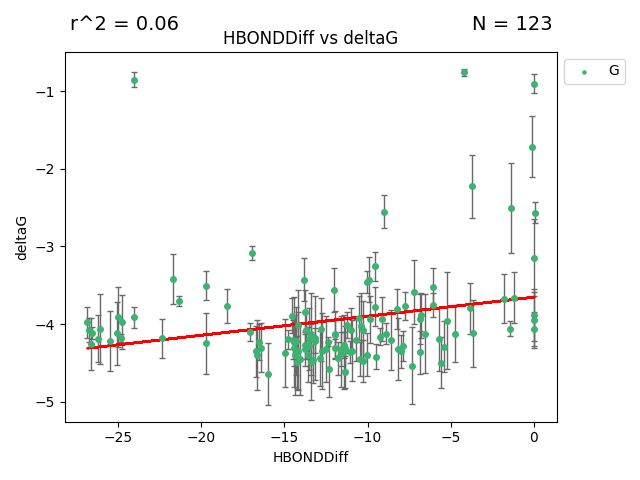 r^2 = 0.06
N = 123
HBONDDiff vs deltaG
G
deltaG
−1
−2
−3
−4
−5
−25
−20
−15
−10
−5
0
HBONDDiff